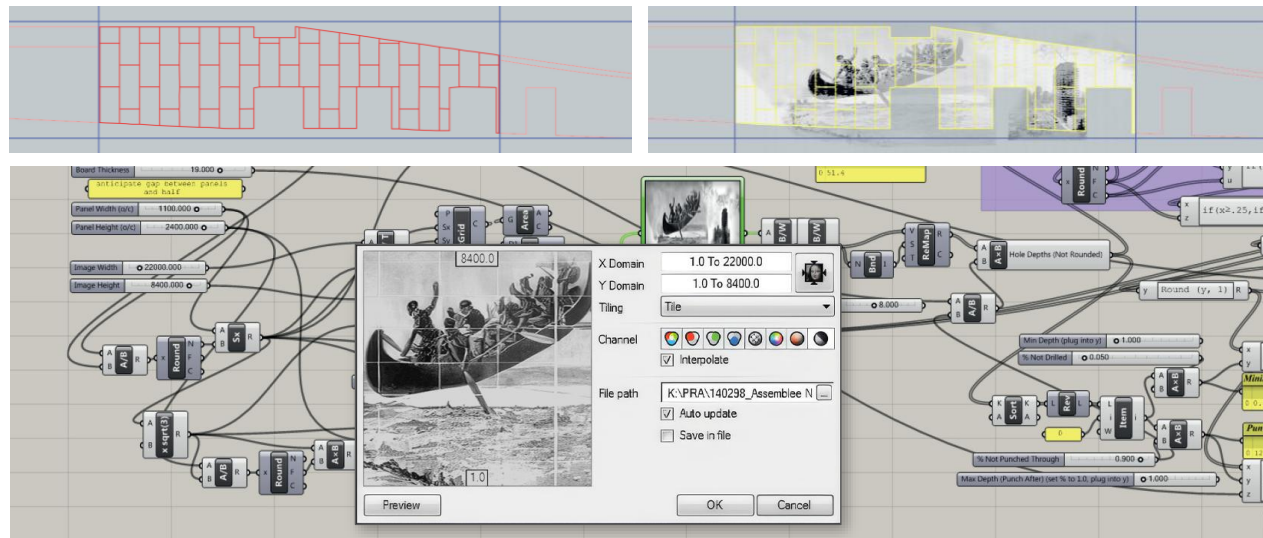 Board Thickness 19.000
anticipate gap between panels
and half
Panel Width (o/c) 1100.000
Panel Height (o/c) 2400.000
Image Width 22000.000
Image Height 8400.000
A/B
Round
N
F
C
Sx
x sqrt(3)
A/B
Round
N
F
C
A×B
P
Sx
Sy
Grid
C
G
Area
A
C
B/W
B/W
0 51.4
N
Bnd
I
V
S
T
ReMap
R
C
A×B
Hole Depths (Not Rounded)
8.000
A/B
Round
N
F
C
if(x≥.25,if
y Round (y, 1) R
Min Depth (plug into y) 1.000
% Not Drilled 0.050
K
A
Sort
K
A
L
Rev
L
0
L
i
W
Item
i
A×B
A×B
% Not Punched Through 0.900
Max Depth (Punch After) (set % to 1.0, plug into y) 1.000
8400.0
1.0
X Domain 1.0 To 22000.0
Y Domain 1.0 To 8400.0
Tiling Tile
Channel
Interpolate
File path K:\PRA\140298_Assemblee N ...
Auto update
Save in file
Preview
OK
Cancel